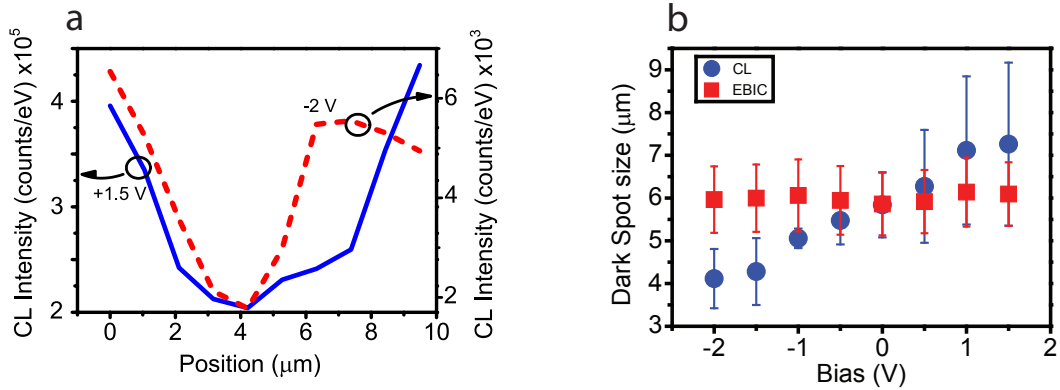 a
CL Intensity (counts/eV) x10⁵
4
3
2
+1.5 V
-2 V
0 2 4 6 8 10
Position (μm)
6
5
4
3
2
CL Intensity (counts/eV) x10³
b
CL
EBIC
Dark Spot size (μm)
9
8
7
6
5
4
3
-2 -1 0 1 2
Bias (V)